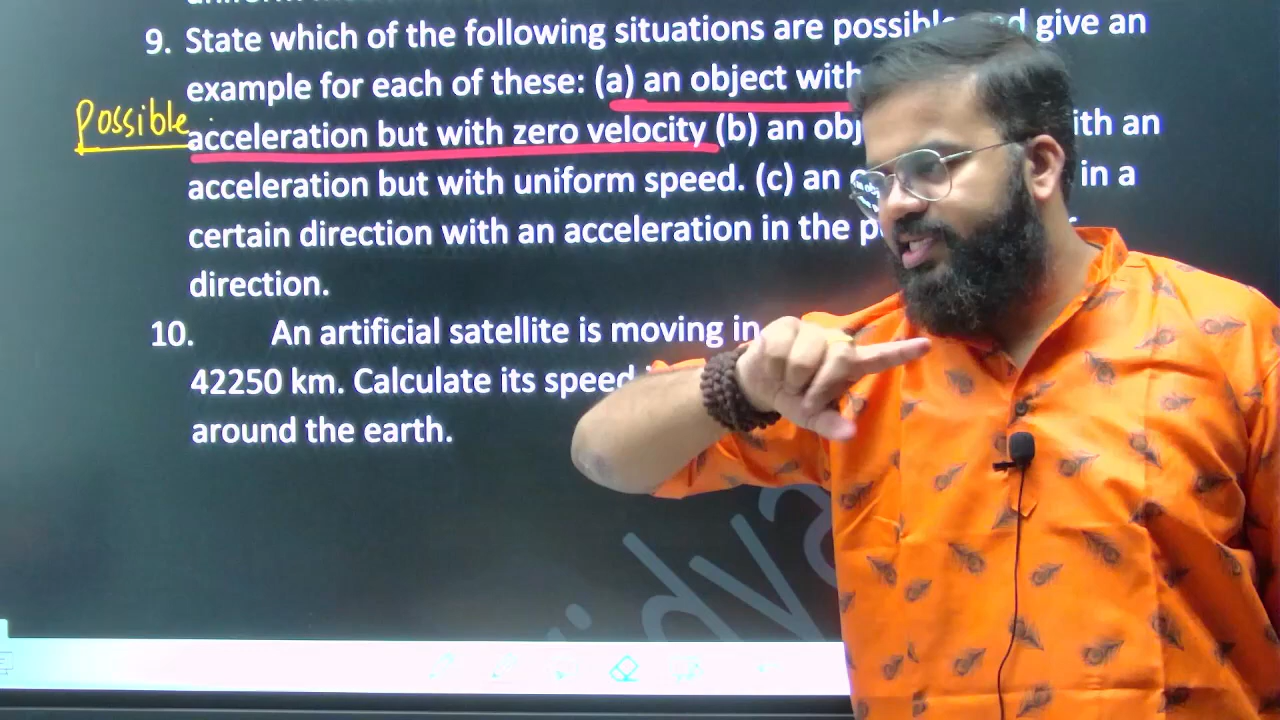 9. State which of the following situations are possible and give an
example for each of these: (a) an object with
Possible acceleration but with zero velocity (b) an obj ith an
acceleration but with uniform speed. (c) an in a
certain direction with an acceleration in the p
direction.
10. An artificial satellite is moving in
42250 km. Calculate its speed
around the earth.
idya